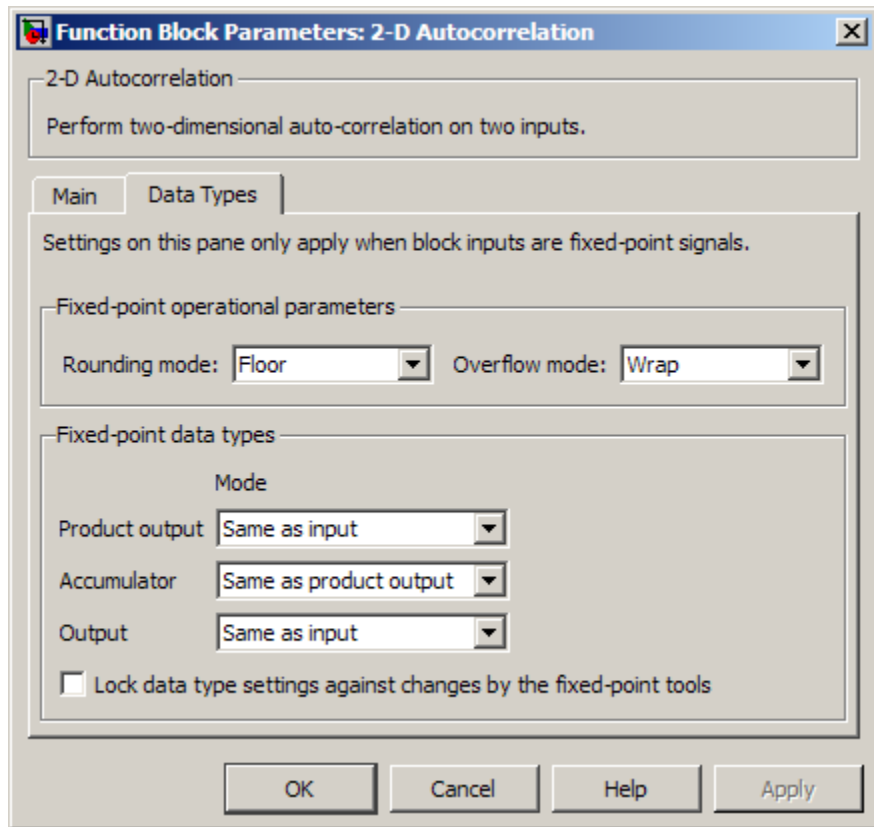 Function Block Parameters: 2-D Autocorrelation
2-D Autocorrelation
Perform two-dimensional auto-correlation on two inputs.
Main Data Types
Settings on this pane only apply when block inputs are fixed-point signals.
Fixed-point operational parameters
Rounding mode: Floor Overflow mode: Wrap
Fixed-point data types
Mode
Product output Same as input
Accumulator Same as product output
Output Same as input
Lock data type settings against changes by the fixed-point tools
OK Cancel Help Apply